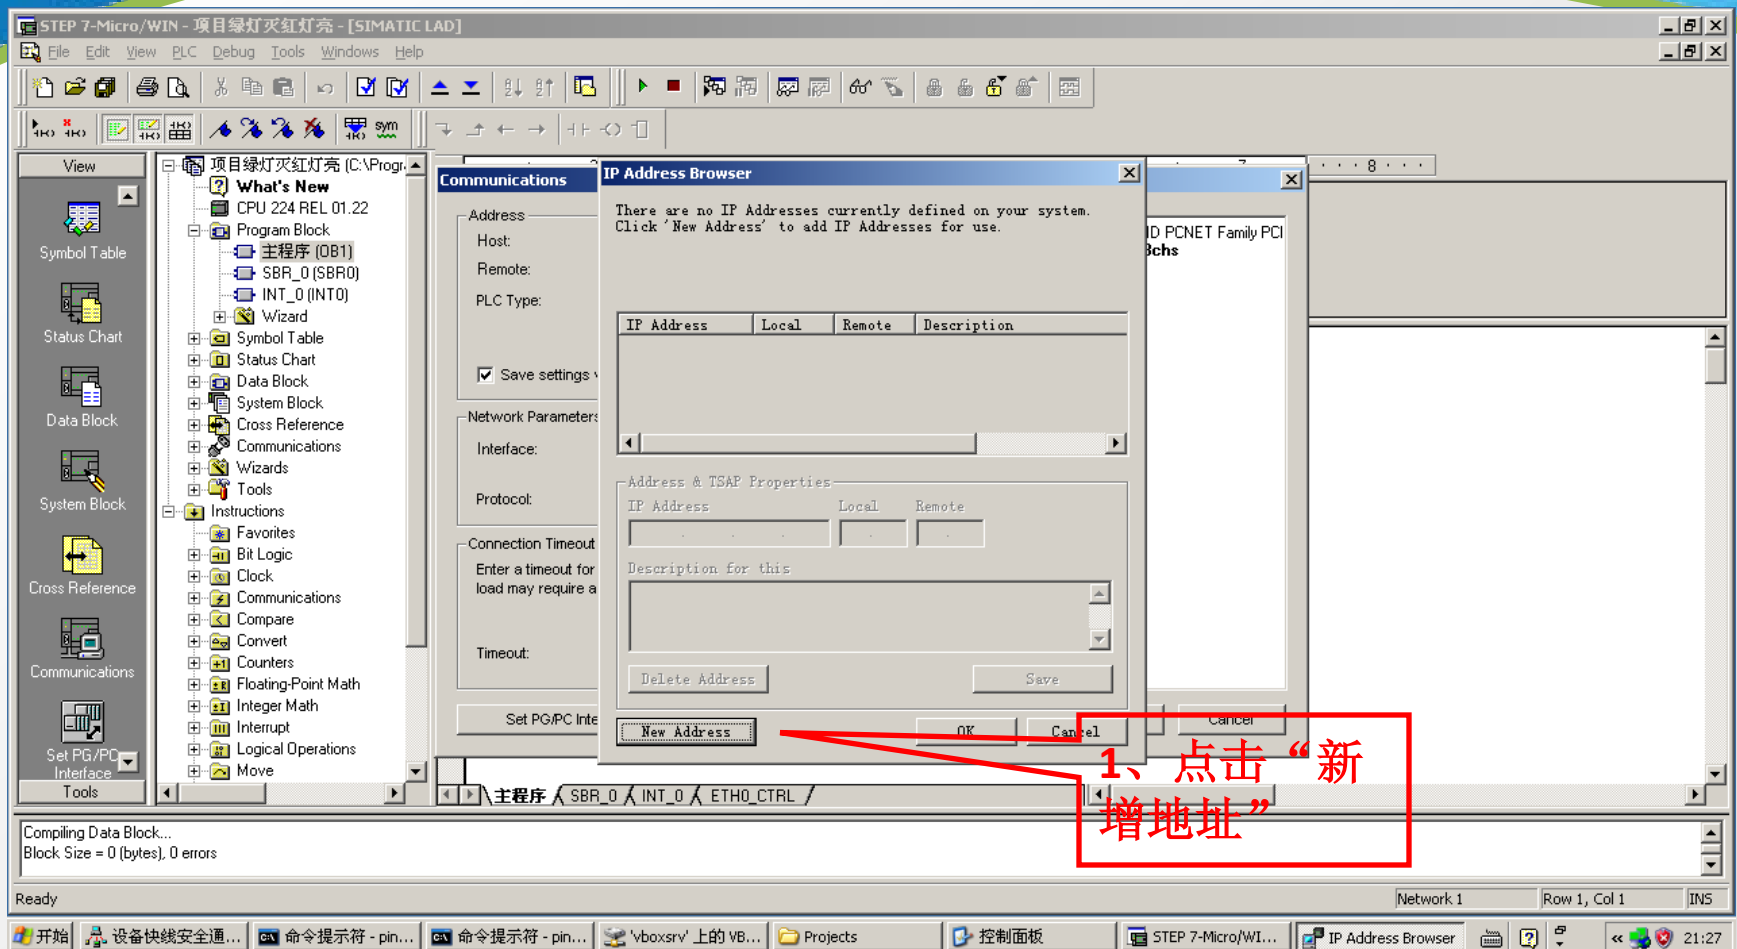 STEP 7-Micro/WIN - 项目绿灯灭红灯亮 - [SIMATIC LAD]
File Edit View PLC Debug Tools Windows Help
sym
View
Symbol Table
Status Chart
Data Block
System Block
Cross Reference
Communications
Set PG/PC
Interface
Tools
项目绿灯灭红灯亮 (C:\Progr
What's New
CPU 224 REL 01.22
Program Block
主程序 (OB1)
SBR_0 (SBR0)
INT_0 (INT0)
Wizard
Symbol Table
Status Chart
Data Block
System Block
Cross Reference
Communications
Wizards
Tools
Instructions
Favorites
Bit Logic
Clock
Communications
Compare
Convert
Counters
Floating-Point Math
Integer Math
Interrupt
Logical Operations
Move
8
Communications
Address
Host:
Remote:
PLC Type:
Save settings
Network Parameters
Interface:
Protocol:
Connection Timeout
Enter a timeout for
load may require a
Timeout:
Set PG/PC Inte
ID PCNET Family PCI
Bchs
Cancel
IP Address Browser
There are no IP Addresses currently defined on your system.
Click 'New Address' to add IP Addresses for use.
IP Address Local Remote Description
Address & TSAP Properties
IP Address Local Remote
Description for this
Delete Address Save
New Address OK Cancel
1、点击“新
增地址”
主程序 SBR_0 INT_0 ETH0_CTRL
Compiling Data Block...
Block Size = 0 (bytes), 0 errors
Ready Network 1 Row 1, Col 1 INS
开始 设备快线安全通... 命令提示符 - pin... 命令提示符 - pin... 'vboxsrv' 上的 VB... Projects 控制面板 STEP 7-Micro/WI... IP Address Browser 21:27